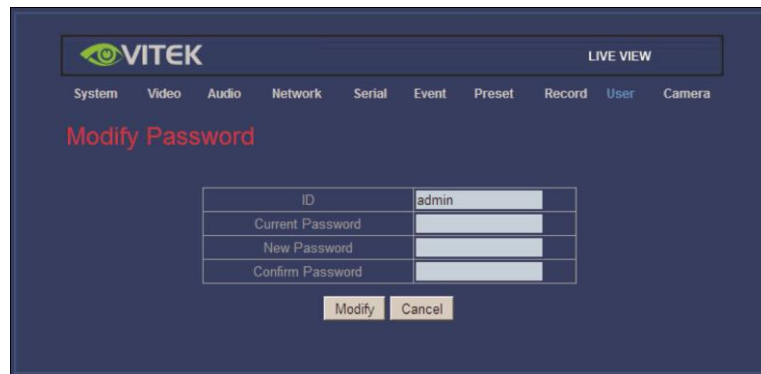 VITEK
LIVE VIEW
System Video Audio Network Serial Event Preset Record User Camera
Modify Password
ID admin
Current Password
New Password
Confirm Password
Modify Cancel